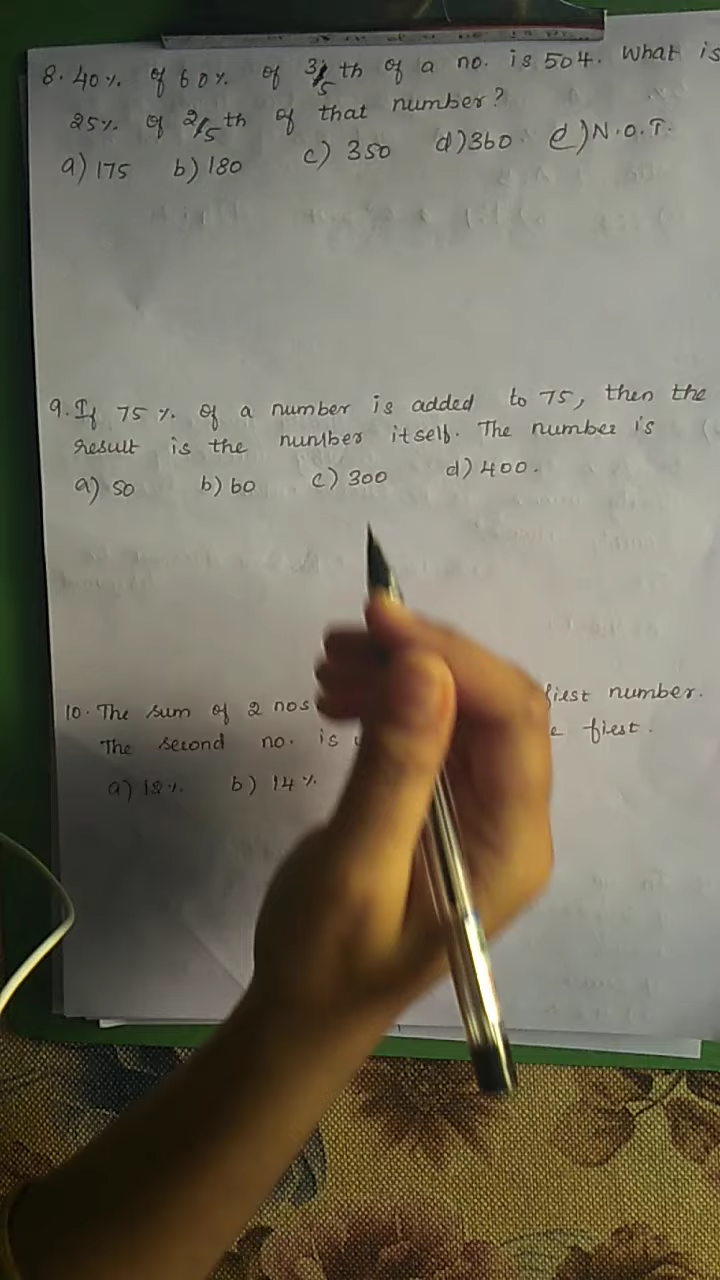 8. 40% of 60% of 3/5 th of a no. is 504. What is
25% of 2/5 th of that number?
a) 175 b) 180 c) 350 d) 360 e) N.O.T.
9. If 75% of a number is added to 75, then the
result is the number itself. The number is
a) 50 b) 60 c) 300 d) 400.
10. The sum of 2 nos first number.
The second no. is first.
a) 18% b) 14%